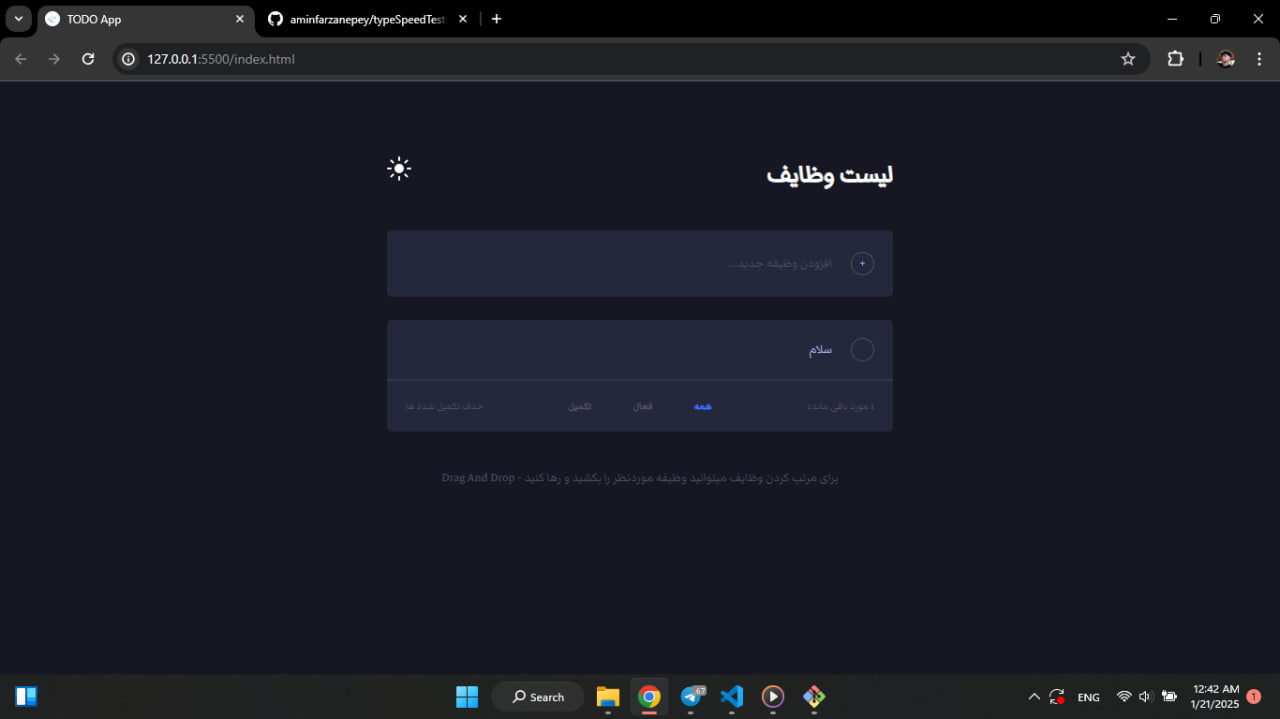 TODO App
aminfarzanepey/typeSpeedTest
127.0.0.1:5500/index.html
لیست وظایف
+ افزودن وظیفه جدید...
سلام
1 مورد باقی مانده همه فعال تکمیل حذف تکمیل شده ها
برای مرتب کردن وظایف میتوانید وظیفه موردنظر را بکشید و رها کنید - Drag And Drop
Search
67
ENG
12:42 AM
1/21/2025
1